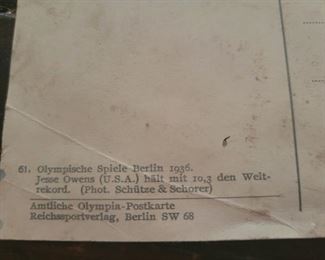 61. Olympische Spiele Berlin 1936.
Jesse Owens (U.S.A.) hält mit 10,3 den Welt-
rekord. (Phot. Schütze & Schorer)
Amtliche Olympia-Postkarte
Reichssportverlag, Berlin SW 68